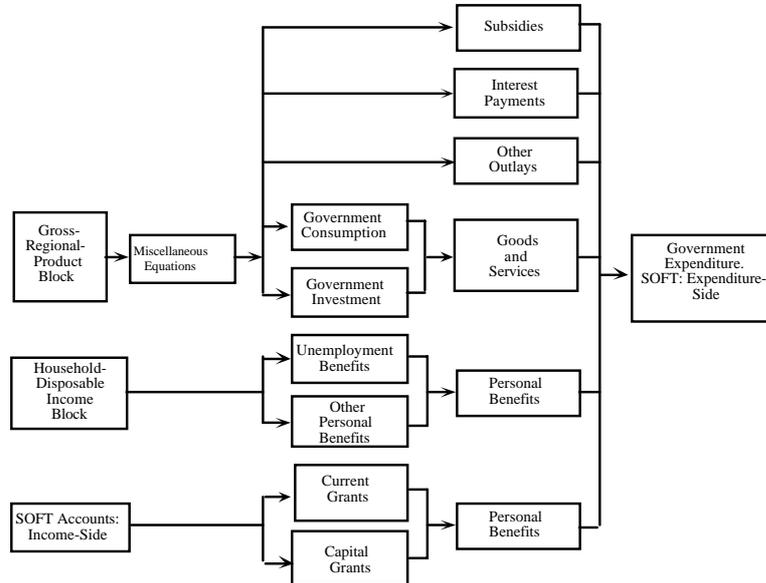 Subsidies
Interest
Payments
Other
Outlays
Gross-
Regional-
Product
Block
Miscellaneous
Equations
Government
Consumption
Government
Investment
Goods
and
Services
Government
Expenditure.
SOFT: Expenditure-
Side
Household-
Disposable
Income
Block
Unemployment
Benefits
Other
Personal
Benefits
Personal
Benefits
SOFT Accounts:
Income-Side
Current
Grants
Capital
Grants
Personal
Benefits